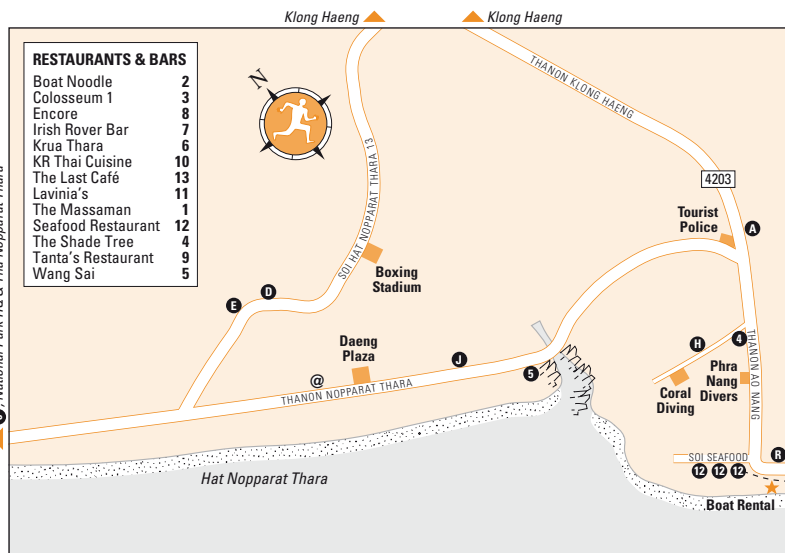 Klong Haeng
Klong Haeng
RESTAURANTS & BARS
Boat Noodle 2
Colosseum 1 3
Encore 8
Irish Rover Bar 7
Krua Thara 6
KR Thai Cuisine 10
The Last Café 13
Lavinia's 11
The Massaman 1
Seafood Restaurant 12
The Shade Tree 4
Tanta's Restaurant 9
Wang Sai 5
N
THANON KLONG HAENG
4203
SOI HAT NOPPARAT THARA 13
Tourist
Police
A
Boxing
Stadium
D
E
Daeng
Plaza
@
J
5
THANON NOPPARAT THARA
H
4
THANON AO NANG
Coral
Diving
Phra
Nang
Divers
SOI SEAFOOD
12 12 12
R
Boat Rental
Hat Nopparat Thara